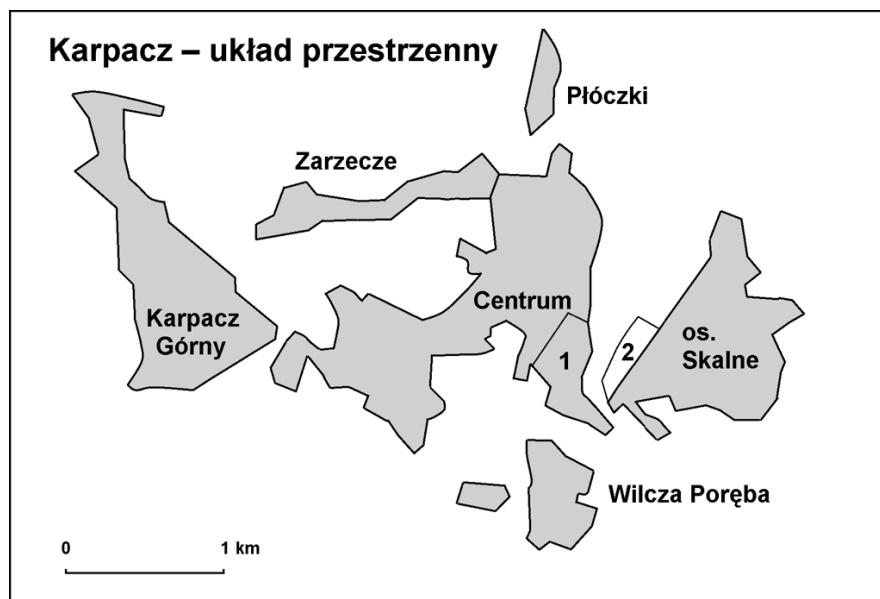 Karpacz – układ przestrzenny
Płóczki
Zarzecze
Centrum
Karpacz
Górny
os.
Skalne
1
2
Wilcza Poręba
0
1 km